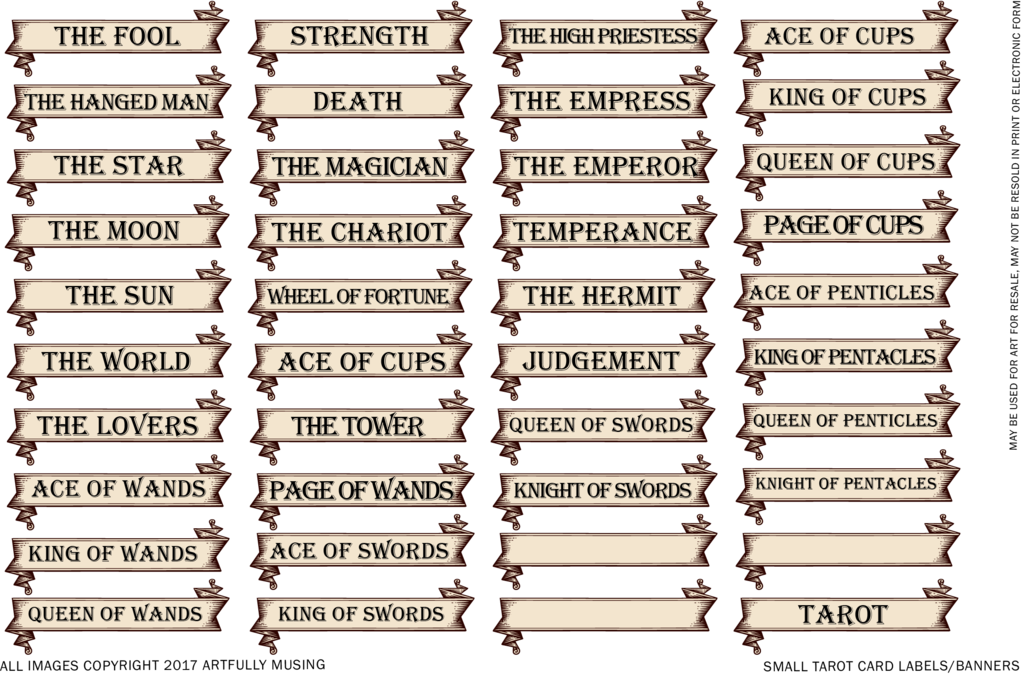 THE FOOL
THE HANGED MAN
THE STAR
THE MOON
THE SUN
THE WORLD
THE LOVERS
ACE OF WANDS
KING OF WANDS
QUEEN OF WANDS
STRENGTH
DEATH
THE MAGICIAN
THE CHARIOT
WHEEL OF FORTUNE
ACE OF CUPS
THE TOWER
PAGE OF WANDS
ACE OF SWORDS
KING OF SWORDS
THE HIGH PRIESTESS
THE EMPRESS
THE EMPEROR
TEMPERANCE
THE HERMIT
JUDGEMENT
QUEEN OF SWORDS
KNIGHT OF SWORDS
ACE OF CUPS
KING OF CUPS
QUEEN OF CUPS
PAGE OF CUPS
ACE OF PENTICLES
KING OF PENTACLES
QUEEN OF PENTICLES
KNIGHT OF PENTACLES
TAROT
MAY BE USED FOR ART FOR RESALE, MAY NOT BE RESOLD IN PRINT OR ELECTRONIC FORM
ALL IMAGES COPYRIGHT 2017 ARTFULLY MUSING
SMALL TAROT CARD LABELS/BANNERS